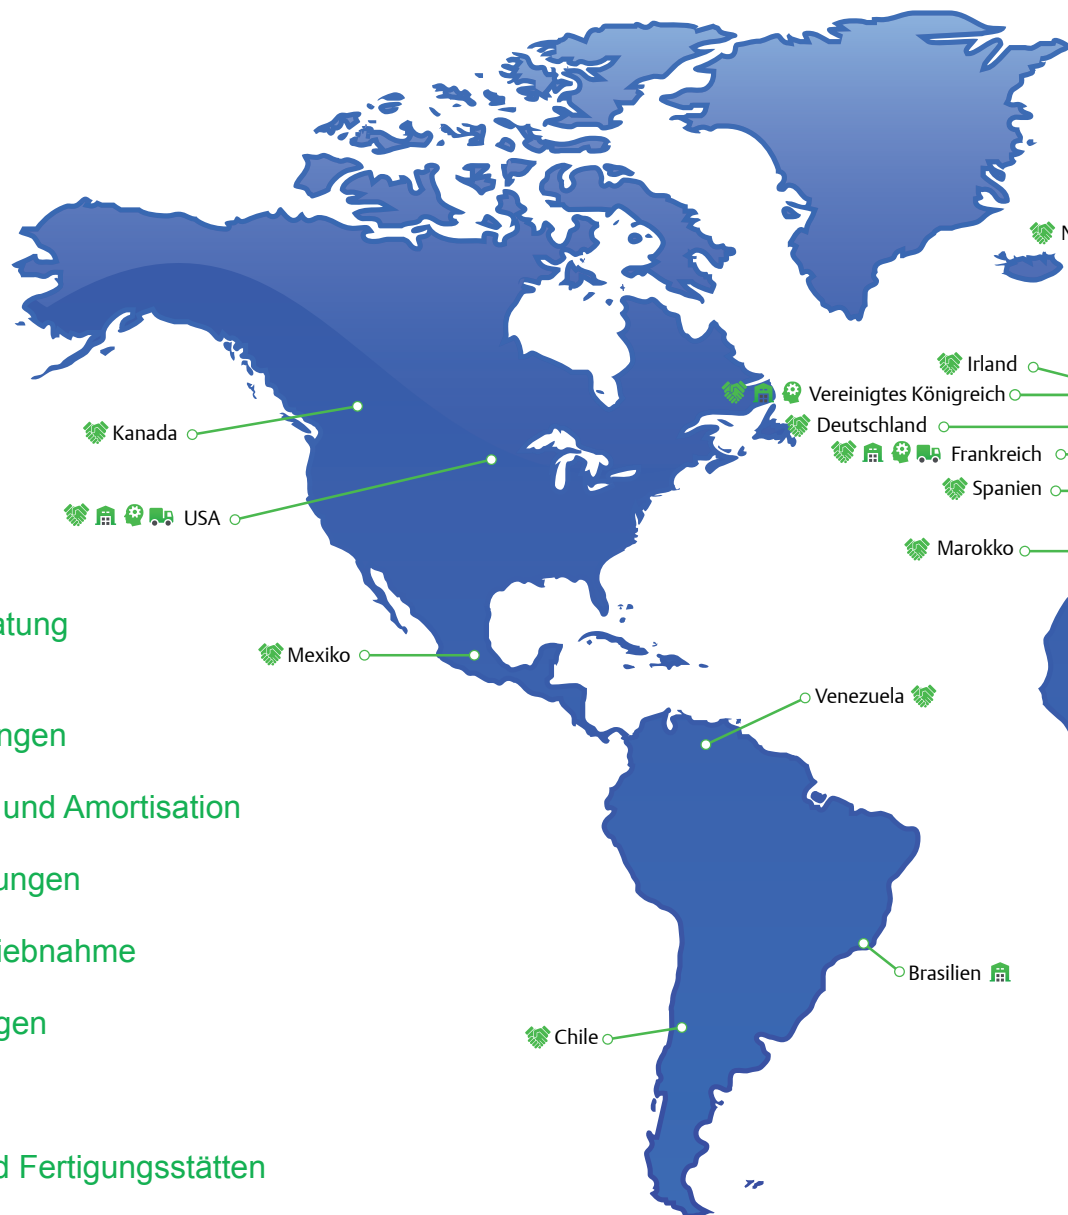 Irland
Vereinigtes Königreich
Deutschland
Kanada
Frankreich
Spanien
USA
Marokko
atung
Mexiko
Venezuela
ngen
und Amortisation
ungen
iebnahme
Brasilien
gen
Chile
d Fertigungsstätten